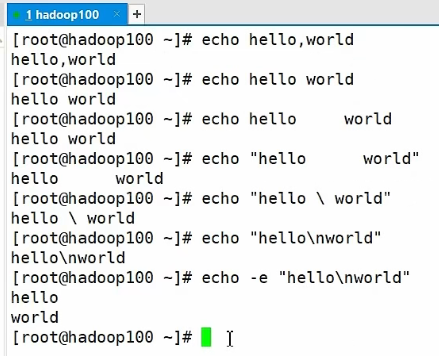 1 hadoop100
[root@hadoop100 ~]# echo hello,world
hello,world
[root@hadoop100 ~]# echo hello world
hello world
[root@hadoop100 ~]# echo hello     world
hello world
[root@hadoop100 ~]# echo "hello      world"
hello      world
[root@hadoop100 ~]# echo "hello \ world"
hello \ world
[root@hadoop100 ~]# echo "hello\nworld"
hello\nworld
[root@hadoop100 ~]# echo -e "hello\nworld"
hello
world
[root@hadoop100 ~]#